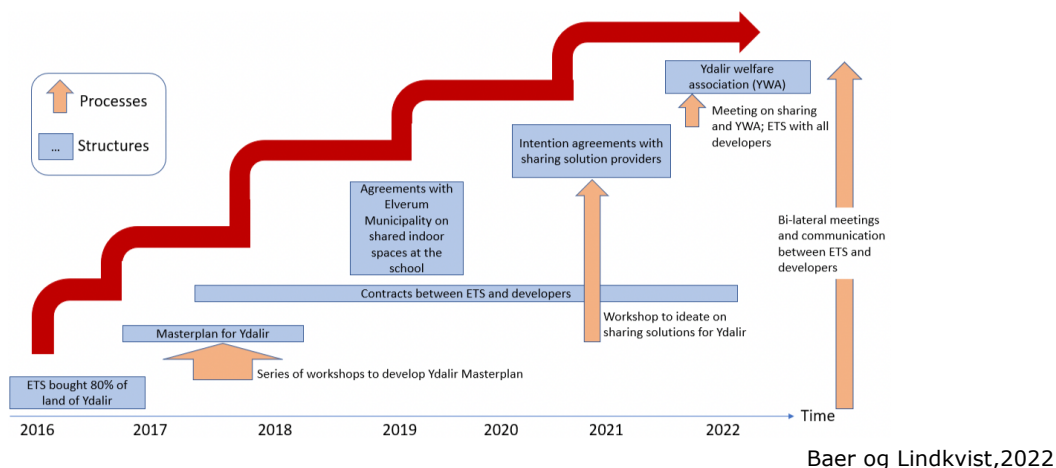 Processes
...
Structures
Ydalir welfare
association (YWA)
Meeting on sharing
and YWA; ETS with all
developers
Intention agreements with
sharing solution providers
Agreements with
Elverum
Municipality on
shared indoor
spaces at the
school
Bi-lateral meetings
and communication
between ETS and
developers
Contracts between ETS and developers
Workshop to ideate on
sharing solutions for Ydalir
Masterplan for Ydalir
Series of workshops to develop Ydalir Masterplan
ETS bought 80% of
land of Ydalir
Time
2016 2017 2018 2019 2020 2021 2022
Baer og Lindkvist,2022